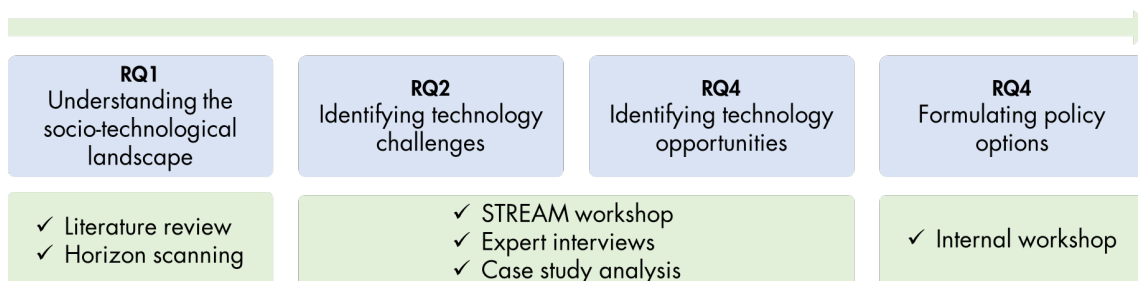 RQ1
Understanding the
socio-technological
landscape
RQ2
Identifying technology
challenges
RQ4
Identifying technology
opportunities
RQ4
Formulating policy
options
✓ Literature review
✓ Horizon scanning
✓ STREAM workshop
✓ Expert interviews
✓ Case study analysis
✓ Internal workshop